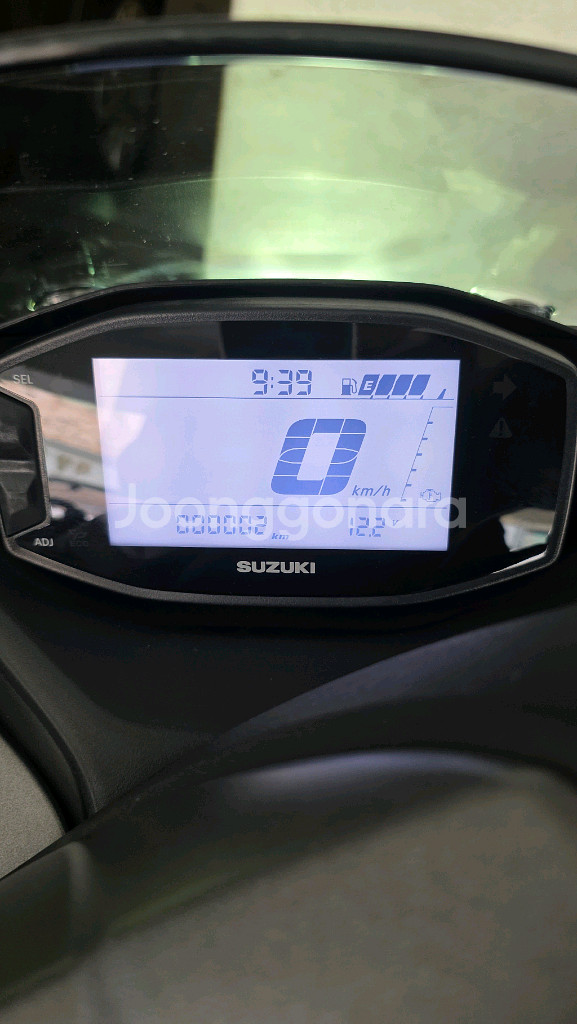 SEL
9:39 E
0 km/h
Joonggonara
000002 km 12.2 V
ADJ
SUZUKI